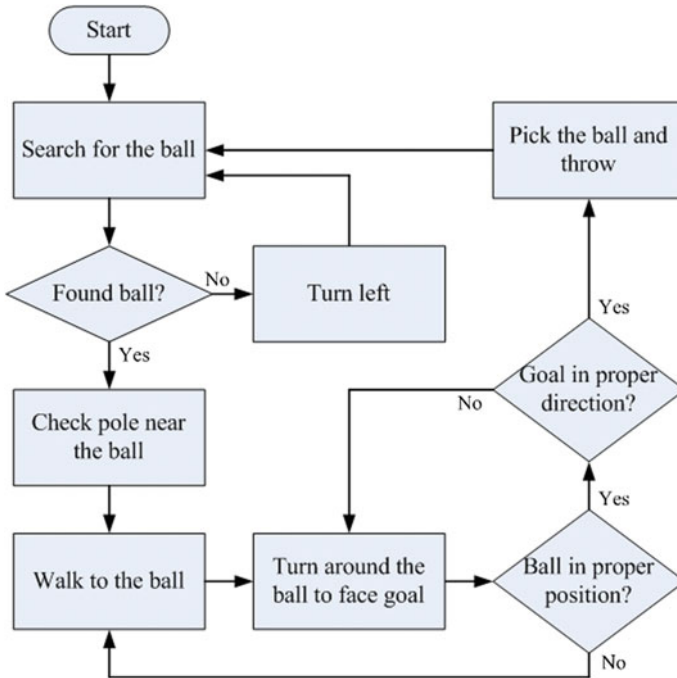 Start
Search for the ball
Pick the ball and
throw
Found ball?
No
Turn left
Yes
Yes
Goal in proper
direction?
No
Check pole near
the ball
Yes
Walk to the ball
Turn around the
ball to face goal
Ball in proper
position?
No